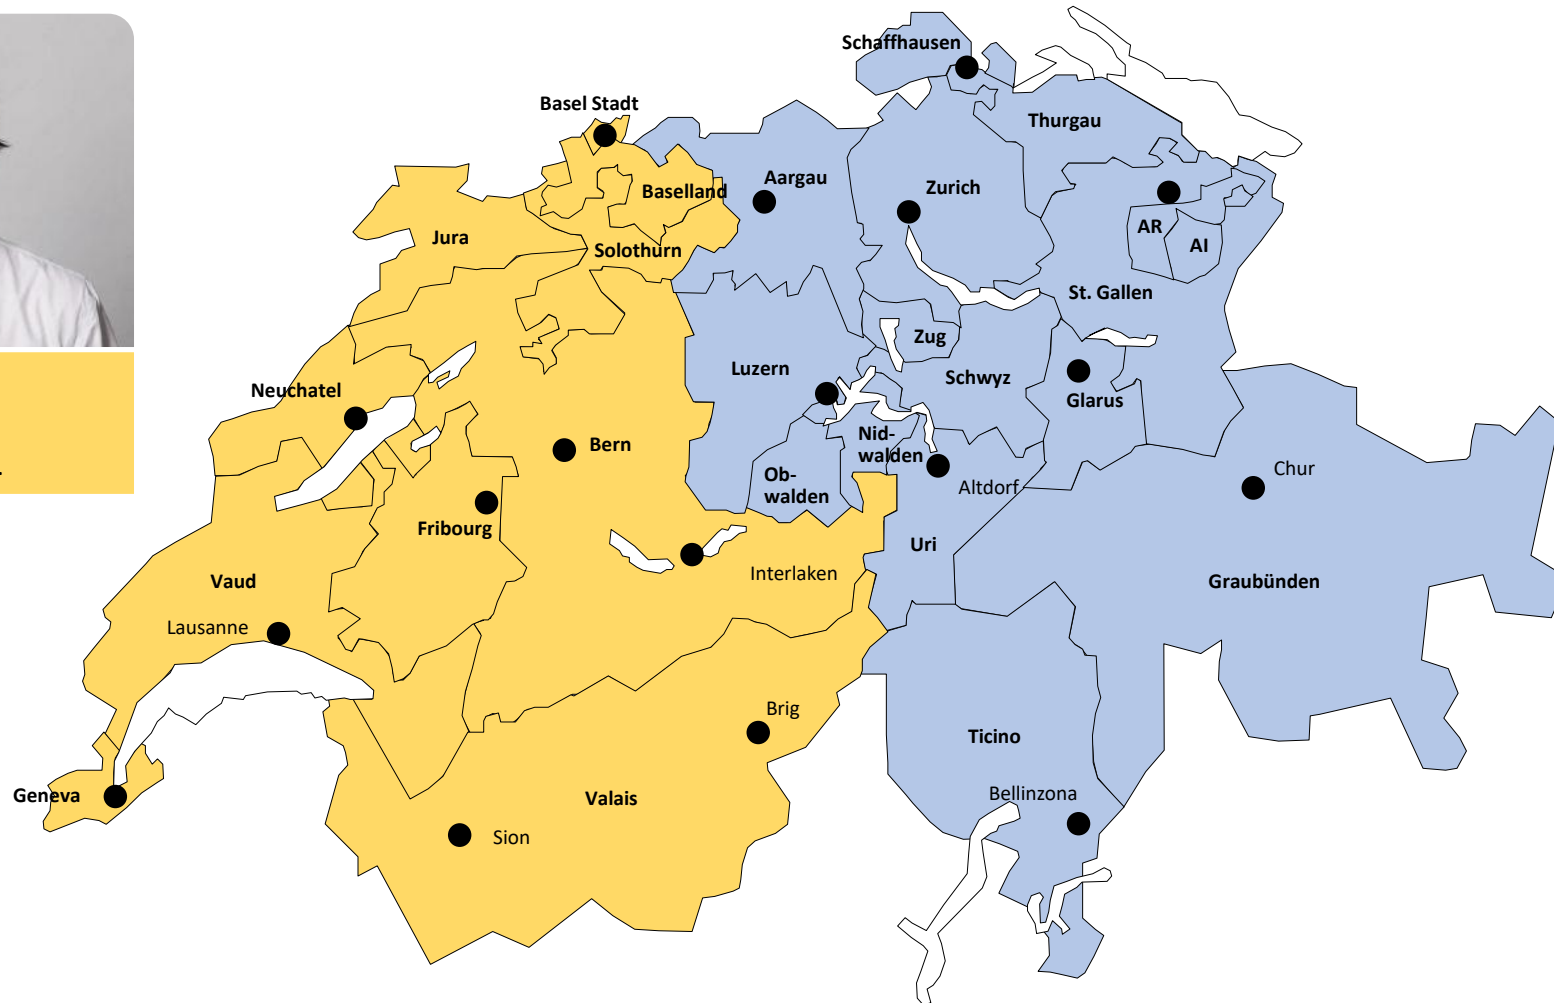 Schaffhausen
Basel Stadt
Thurgau
Aargau
Zurich
Baselland
AR
AI
Jura
Solothurn
St. Gallen
Zug
Luzern
Schwyz
Neuchatel
Glarus
Bern
Nid-
walden
Ob-
walden
Chur
Altdorf
Fribourg
Uri
Interlaken
Vaud
Graubünden
Lausanne
Brig
Ticino
Geneva
Valais
Bellinzona
Sion